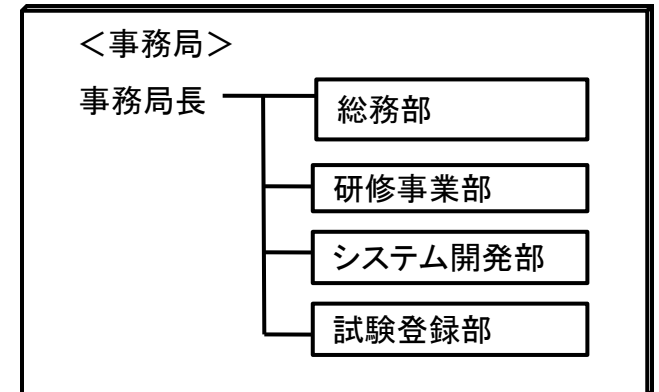 ＜事務局＞
事務局長
総務部
研修事業部
システム開発部
試験登録部